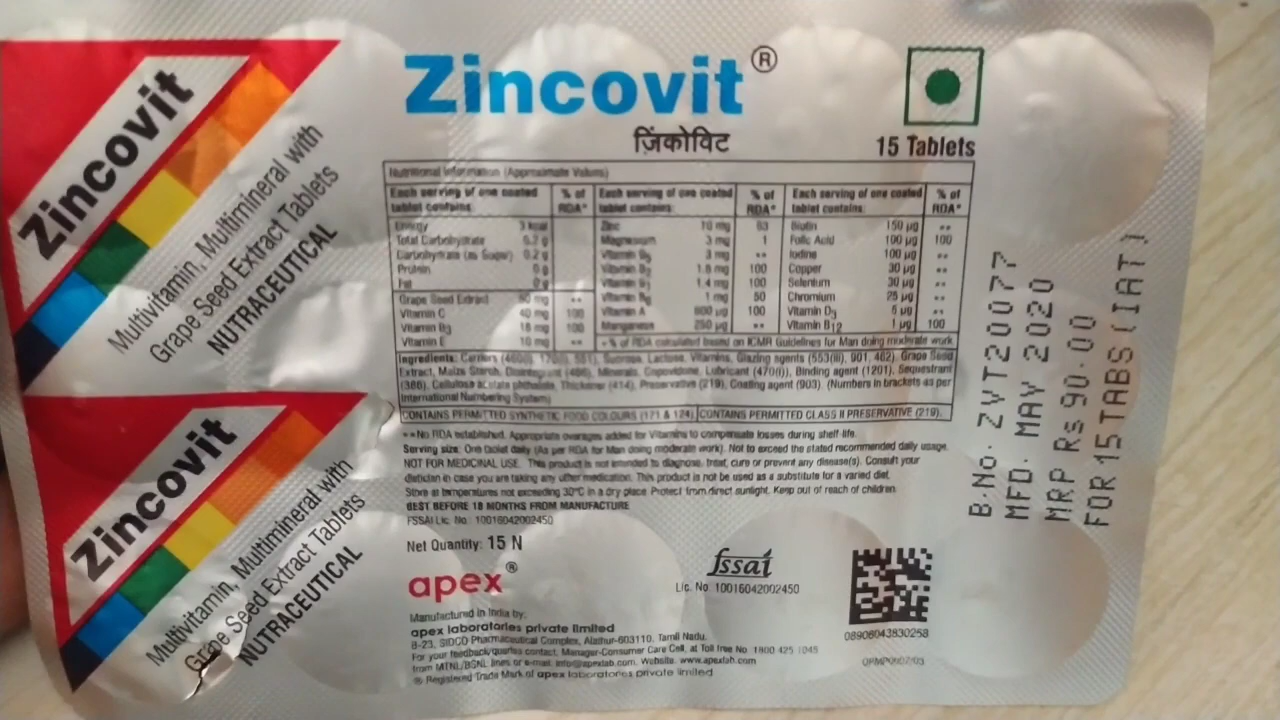 Zincovit
Multivitamin, Multimineral with
Grape Seed Extract Tablets
NUTRACEUTICAL
Zincovit
Multivitamin, Multimineral with
Grape Seed Extract Tablets
NUTRACEUTICAL
Zincovit®
ज़िंकोविट
15 Tablets
Nutritional Information (Approximate Values)
Each serving of one coated tablet contains: % of RDA*
Energy 3 kcal
Total Carbohydrate
Carbohydrate (as Sugar) 0.2 g
Protein 0 g
Fat 0 g
Grape Seed Extract 50 mg **
Vitamin C 40 mg 100
Vitamin B3 18 mg 100
Vitamin E 10 mg **
Each serving of one coated tablet contains: % of RDA*
Zinc 10 mg 83
Magnesium 3 mg 1
Vitamin 3 mg **
Vitamin 1.8 mg 100
Vitamin 1.4 mg 100
Vitamin 1 mg 50
Vitamin A 600 µg 100
Manganese 250 µg **
Each serving of one coated tablet contains: % of RDA*
Biotin 150 µg **
Folic Acid 100 µg 100
Iodine 100 µg **
Copper 30 µg **
Selenium 30 µg **
Chromium 25 µg **
Vitamin D3 5 µg **
Vitamin B12 1 µg 100
% of RDA calculated based on ICMR Guidelines for Man doing moderate work
Ingredients: Carriers Sucrose, Lactose, Vitamins, Glazing agents (553(iii), 901, 462), Grape Seed
Extract, Maize Starch, Disintegrant (466), Minerals, Copovidone, Lubricant (470(i)), Binding agent (1201), Sequestrant
(386), Cellulose acetate phthalate, Thickener (414), Preservative (219), Coating agent (903). (Numbers in brackets as per
International Numbering System)
CONTAINS PERMITTED SYNTHETIC FOOD COLOURS (171 & 124) CONTAINS PERMITTED CLASS II PRESERVATIVE (219).
**No RDA established. Appropriate overages added for Vitamins to compensate losses during shelf-life.
Serving size: One tablet daily (As per RDA for Man doing moderate work). Not to exceed the stated recommended daily usage.
NOT FOR MEDICINAL USE. This product is not intended to diagnose, treat, cure or prevent any disease(s). Consult your
dietician in case you are taking any other medication. This product is not be used as a substitute for a varied diet.
Store at temperatures not exceeding 30°C in a dry place. Protect from direct sunlight. Keep out of reach of children.
BEST BEFORE 18 MONTHS FROM MANUFACTURE
FSSAI Lic. No. 10016042002450
Net Quantity: 15 N
apex®
Manufactured in India by:
apex laboratories private limited
B-23, SIDCO Pharmaceutical Complex, Alathur-603110, Tamil Nadu.
For your feedback/queries contact: Manager-Consumer Care Cell, at Toll free No. 1800 425 1045
from MTNL/BSNL lines or e-mail: info@apexlab.com. Website: www.apexlab.com
® Registered Trade Mark of apex laboratories private limited
fssai
Lic. No. 10016042002450
08906043830258
B.No. ZVT20077
MFD. MAY 2020
MRP Rs 90.00
FOR 15TABS(IAT)